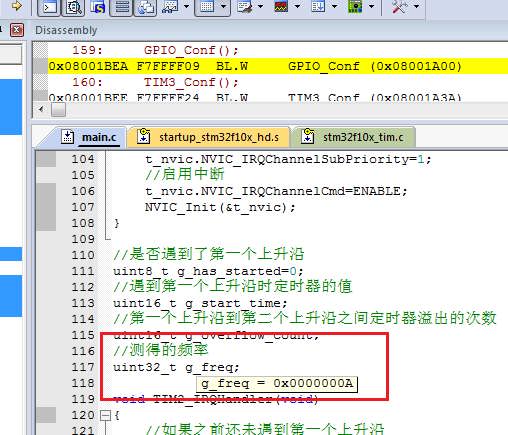 Disassembly
159: GPIO_Conf();
0x08001BEA F7FFFF09 BL.W GPIO_Conf (0x08001A00)
160: TIM3_Conf();
0x08001BEE F7FFFF24 BL.W TIM3_Conf (0x08001A3A)
main.c startup_stm32f10x_hd.s stm32f10x_tim.c
104 t_nvic.NVIC_IRQChannelSubPriority=1;
105 //启用中断
106 t_nvic.NVIC_IRQChannelCmd=ENABLE;
107 NVIC_Init(&t_nvic);
108 }
109
110 //是否遇到了第一个上升沿
111 uint8_t g_has_started=0;
112 //遇到第一个上升沿时定时器的值
113 uint16_t g_start_time;
114 //第一个上升沿到第二个上升沿之间定时器溢出的次数
115 uint16_t g_overflow_count;
116 //测得的频率
117 uint32_t g_freq;
118 g_freq = 0x0000000A
119 void TIM2_IRQHandler(void)
120 {
121 //如果之前还未遇到第一个上升沿